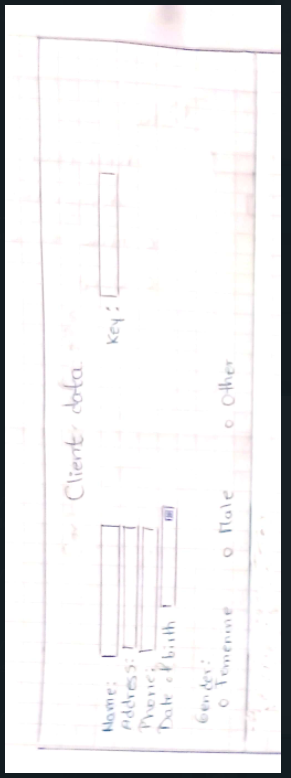 Client data
Name: Key:
Address:
Phone:
Date of birth
Gender:
Femenine Male Other